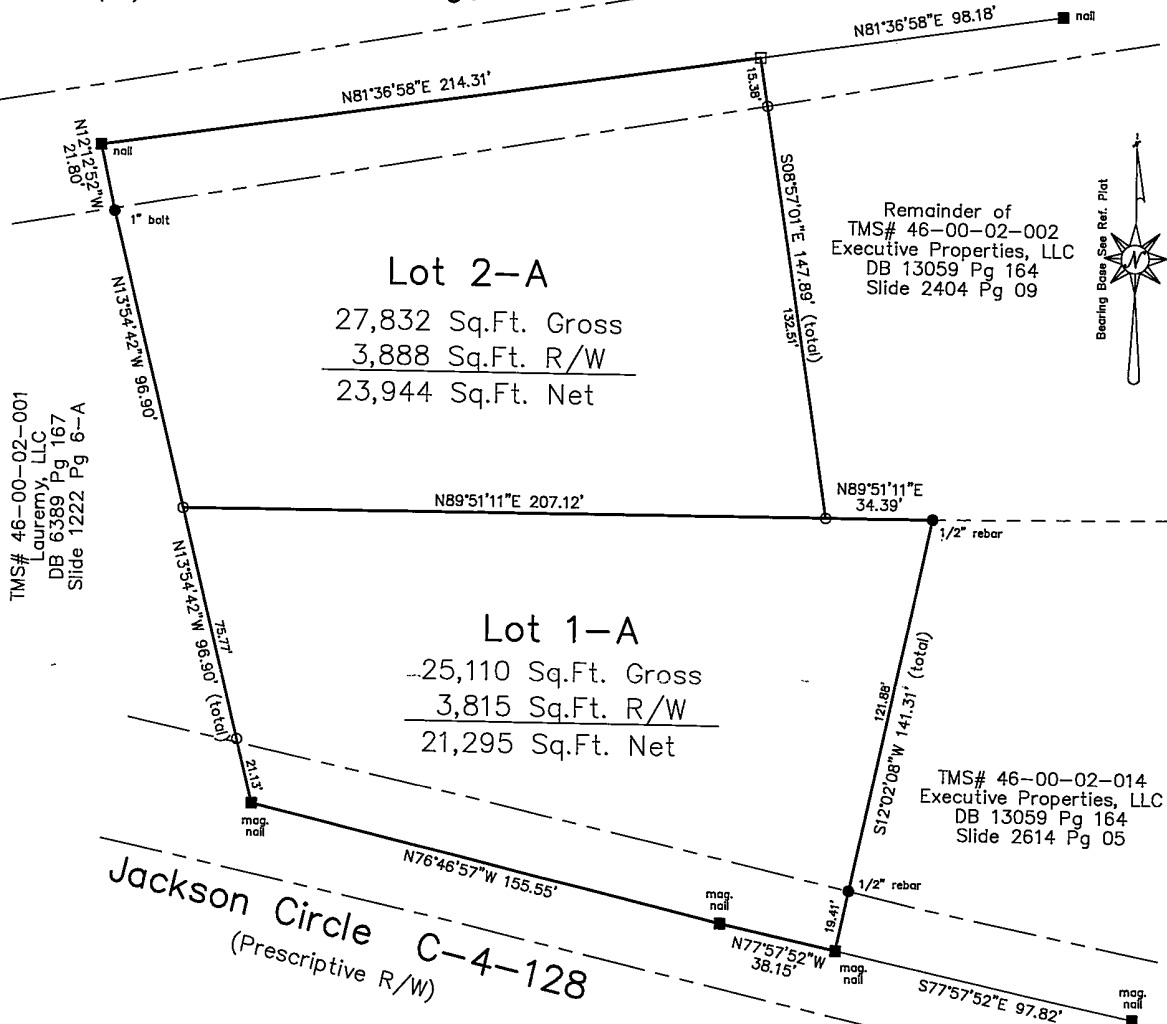 N81°36'58"E 98.18'
nail
N81°36'58"E 214.31'
15.38'
nail
N12°12'52"W
21.80'
1" bolt
S08°57'01"E 147.89' (total)
132.51'
Remainder of
TMS# 46-00-02-002
Executive Properties, LLC
DB 13059 Pg 164
Slide 2404 Pg 09
Bearing Base, See Ref. Plat
N
Lot 2-A
27,832 Sq.Ft. Gross
3,888 Sq.Ft. R/W
23,944 Sq.Ft. Net
N13°54'42"W 96.90'
TMS# 46-00-02-001
Lauremy, LLC
DB 6389 Pg 167
Slide 12222 Pg 6-A
N89°51'11"E 207.12'
N89°51'11"E
34.39'
1/2" rebar
N13°54'42"W 96.90' (total)
75.77'
21.13'
Lot 1-A
25,110 Sq.Ft. Gross
3,815 Sq.Ft. R/W
21,295 Sq.Ft. Net
121.88'
S12°02'08"W 141.31' (total)
TMS# 46-00-02-014
Executive Properties, LLC
DB 13059 Pg 164
Slide 2614 Pg 05
mag.
nail
N76°46'57"W 155.55'
1/2" rebar
19.41'
mag.
nail
N77°57'52"W
38.15'
mag.
nail
S77°57'52"E 97.82'
mag.
nail
Jackson Circle C-4-128
(Prescriptive R/W)